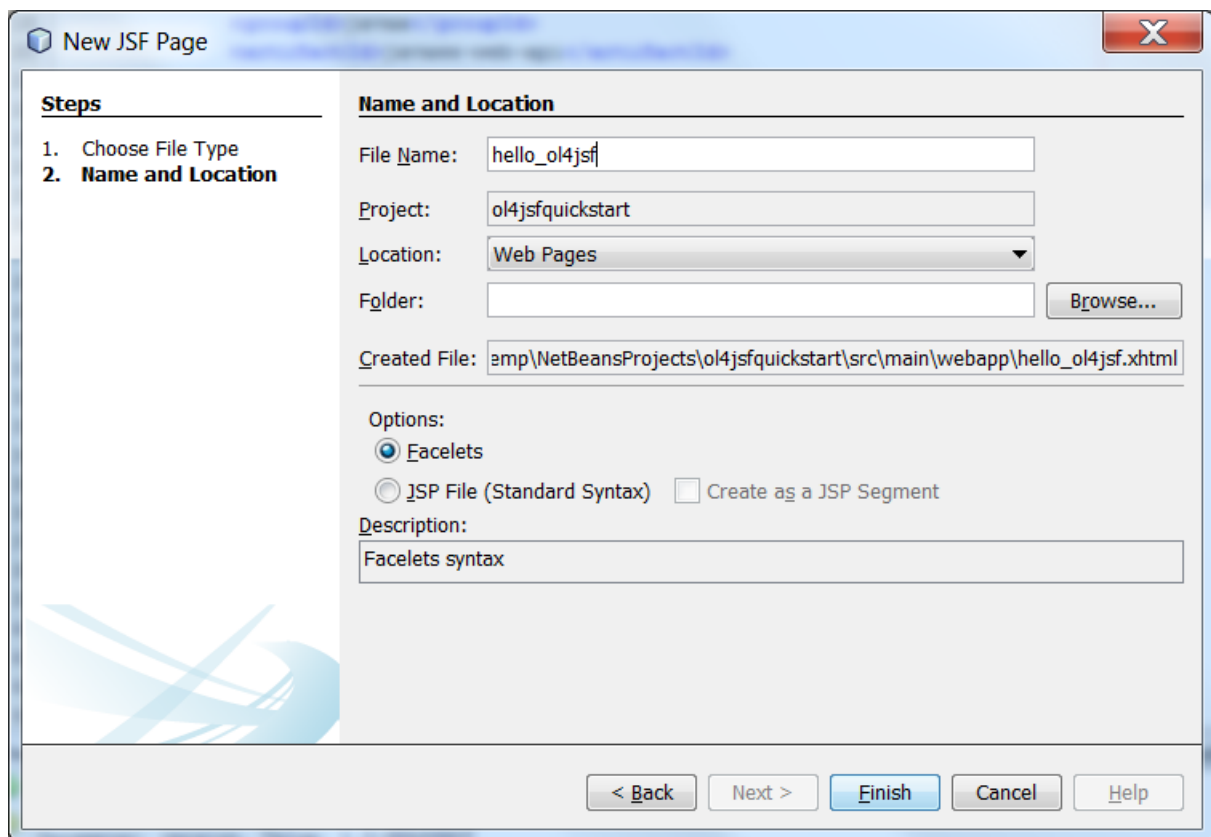 New JSF Page
Steps
1. Choose File Type
2. Name and Location
Name and Location
File Name: hello_ol4jsf
Project: ol4jsfquickstart
Location: Web Pages
Folder: Browse...
Created File: emp\NetBeansProjects\ol4jsfquickstart\src\main\webapp\hello_ol4jsf.xhtml
Options:
Facelets
JSP File (Standard Syntax) Create as a JSP Segment
Description:
Facelets syntax
< Back Next > Finish Cancel Help